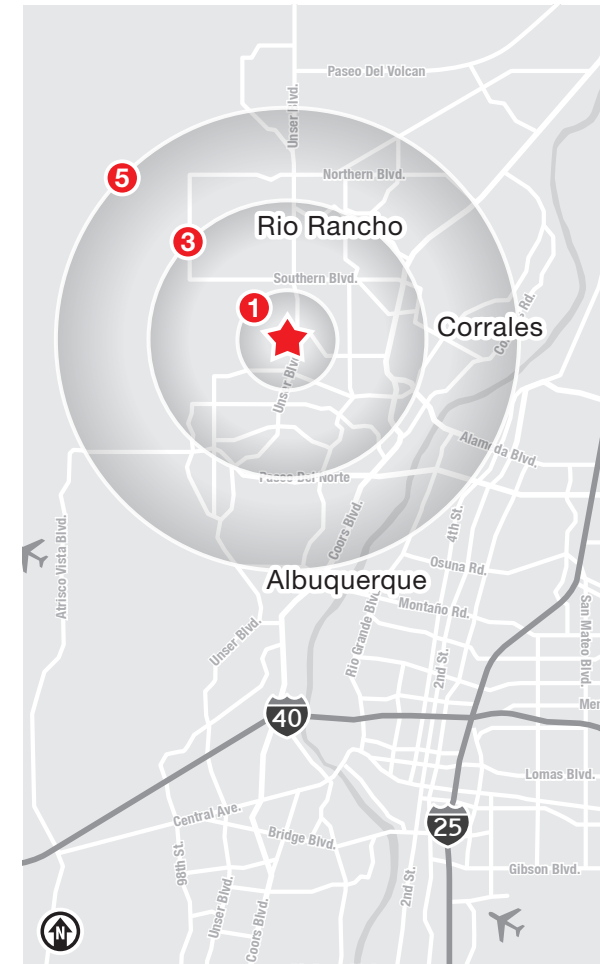 Paseo Del Volcan
Unser Blvd.
5
Northern Blvd.
3
Rio Rancho
Southern Blvd.
1
Corrales
Unser Blvd.
Rd.
Alameda Blvd.
Paseo Del Norte
Coors Blvd.
4th St.
Atrisco Vista Blvd.
Osuna Rd.
Albuquerque
Montaño Rd.
San Mateo Blvd.
Rio Grande Blvd.
Unser Blvd.
2nd St.
40
Lomas Blvd.
Central Ave.
25
Bridge Blvd.
98th St.
Gibson Blvd.
Unser Blvd.
Coors Blvd.
2nd St.
N